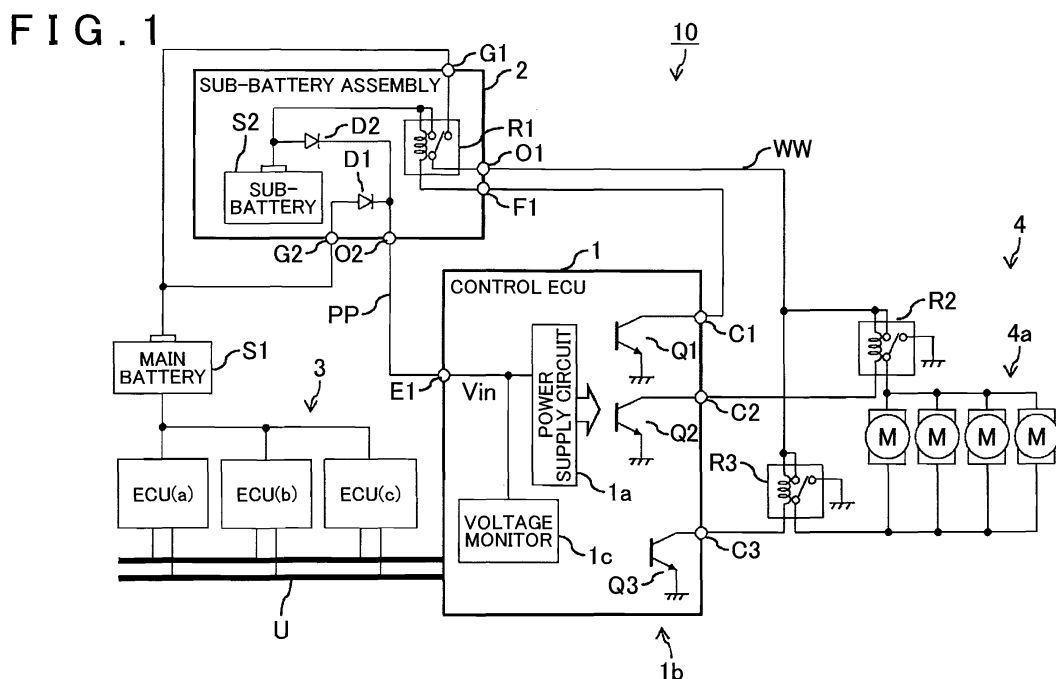 FIG.1
10
G1
SUB-BATTERY ASSEMBLY
2
S2
D2
R1
D1
O1
WW
SUB-
BATTERY
F1
G2
O2
1
4
PP
CONTROL ECU
R2
C1
4a
S1
MAIN
BATTERY
Q1
3
E1
Vin
POWER
SUPPLY CIRCUIT
C2
Q2
M
M
M
M
R3
ECU(a)
ECU(b)
ECU(c)
1a
VOLTAGE
MONITOR
1c
C3
Q3
U
1b